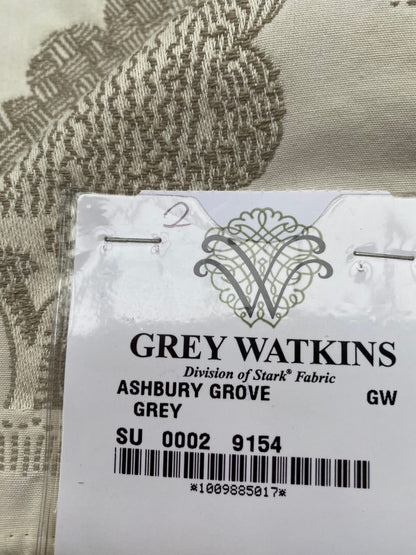 2
GREY WATKINS
Division of Stark® Fabric
ASHBURY GROVE GW
GREY
SU 0002 9154
*1009885017*